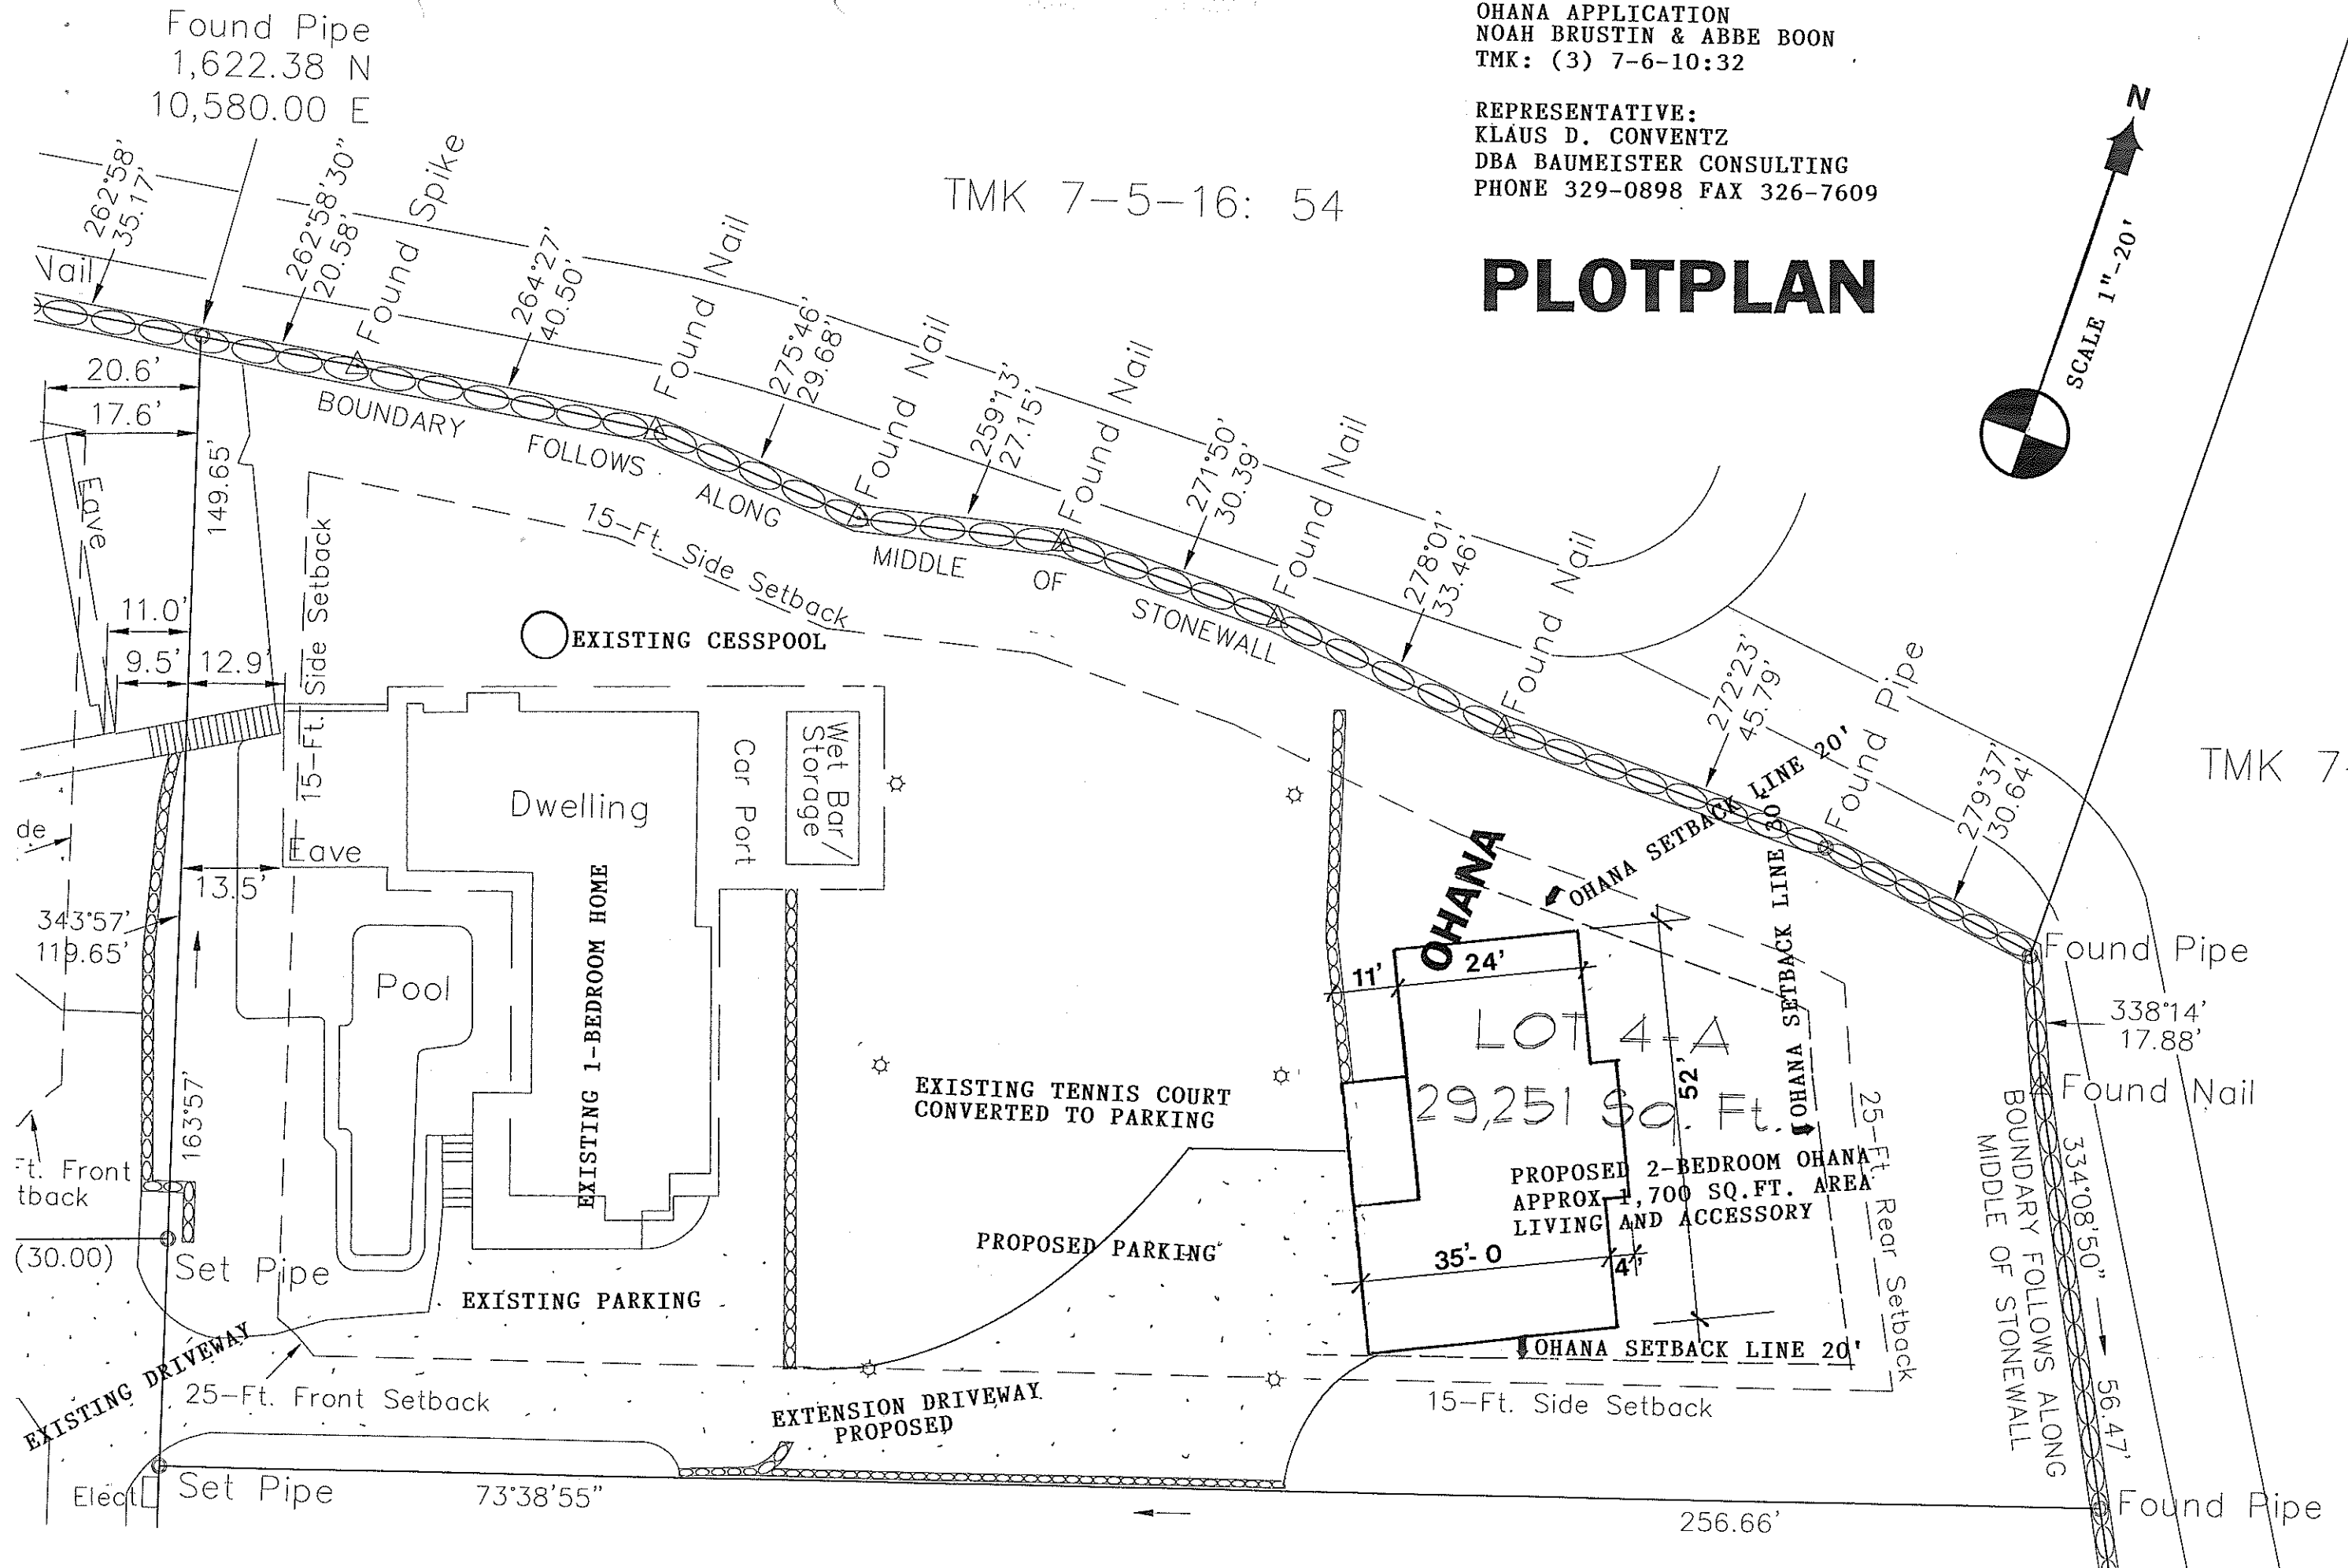 Found Pipe
1,622.38 N
10,580.00 E
OHANA APPLICATION
NOAH BRUSTIN & ABBE BOON
TMK: (3) 7-6-10:32
REPRESENTATIVE:
KLAUS D. CONVENTZ
DBA BAUMEISTER CONSULTING
PHONE 329-0898 FAX 326-7609
PLOTPLAN
N
SCALE 1"-20'
TMK 7-5-16: 54
TMK 7-
262°58'
35.17'
262°58'30"
20.58'
Found Spike
264°27'
40.50'
Found Nail
275°46'
29.68'
Found Nail
259°13'
27.15'
Found Nail
271°50'
30.39'
Found Nail
278°01'
33.46'
Found Nail
272°23'
45.79'
Found Pipe
279°37'
30.64'
Nail
20.6'
17.6'
149.65'
Eave
11.0'
9.5'
12.9'
BOUNDARY FOLLOWS ALONG MIDDLE OF STONEWALL
15-Ft. Side Setback
15-Ft. Side Setback
EXISTING CESSPOOL
Dwelling
Car Port
Wet Bar/
Storage
Eave
13.5'
343°57'
119.65'
de
Pool
EXISTING 1-BEDROOM HOME
163°57'
Ft. Front
tback
(30.00)
Set Pipe
EXISTING PARKING
EXISTING DRIVEWAY
25-Ft. Front Setback
Elect
Set Pipe
73°38'55"
256.66'
EXISTING TENNIS COURT
CONVERTED TO PARKING
PROPOSED PARKING
EXTENSION DRIVEWAY
PROPOSED
OHANA
OHANA SETBACK LINE 20'
OHANA SETBACK LINE 30'
11'
24'
52'
LOT 4-A
29,251 Sq. Ft.
PROPOSED 2-BEDROOM OHANA
APPROX 1,700 SQ.FT. AREA
LIVING AND ACCESSORY
35'-0
4'
OHANA SETBACK LINE 20'
15-Ft. Side Setback
25-Ft. Rear Setback
Found Pipe
338°14'
17.88'
Found Nail
BOUNDARY FOLLOWS ALONG
MIDDLE OF STONEWALL
334°08'50"
56.47'
Found Pipe